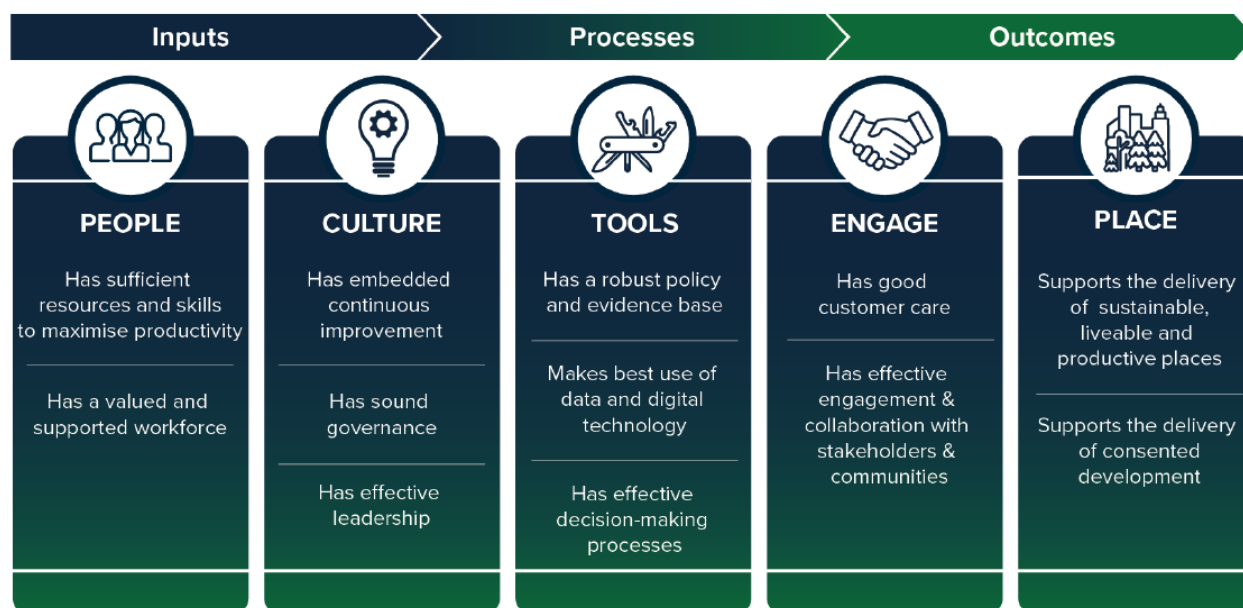 Inputs
Processes
Outcomes
PEOPLE
Has sufficient
resources and skills
to maximise productivity
Has a valued and
supported workforce
CULTURE
Has embedded
continuous
improvement
Has sound
governance
Has effective
leadership
TOOLS
Has a robust policy
and evidence base
Makes best use of
data and digital
technology
Has effective
decision-making
processes
ENGAGE
Has good
customer care
Has effective
engagement &
collaboration with
stakeholders &
communities
PLACE
Supports the delivery
of sustainable,
liveable and
productive places
Supports the delivery
of consented
development